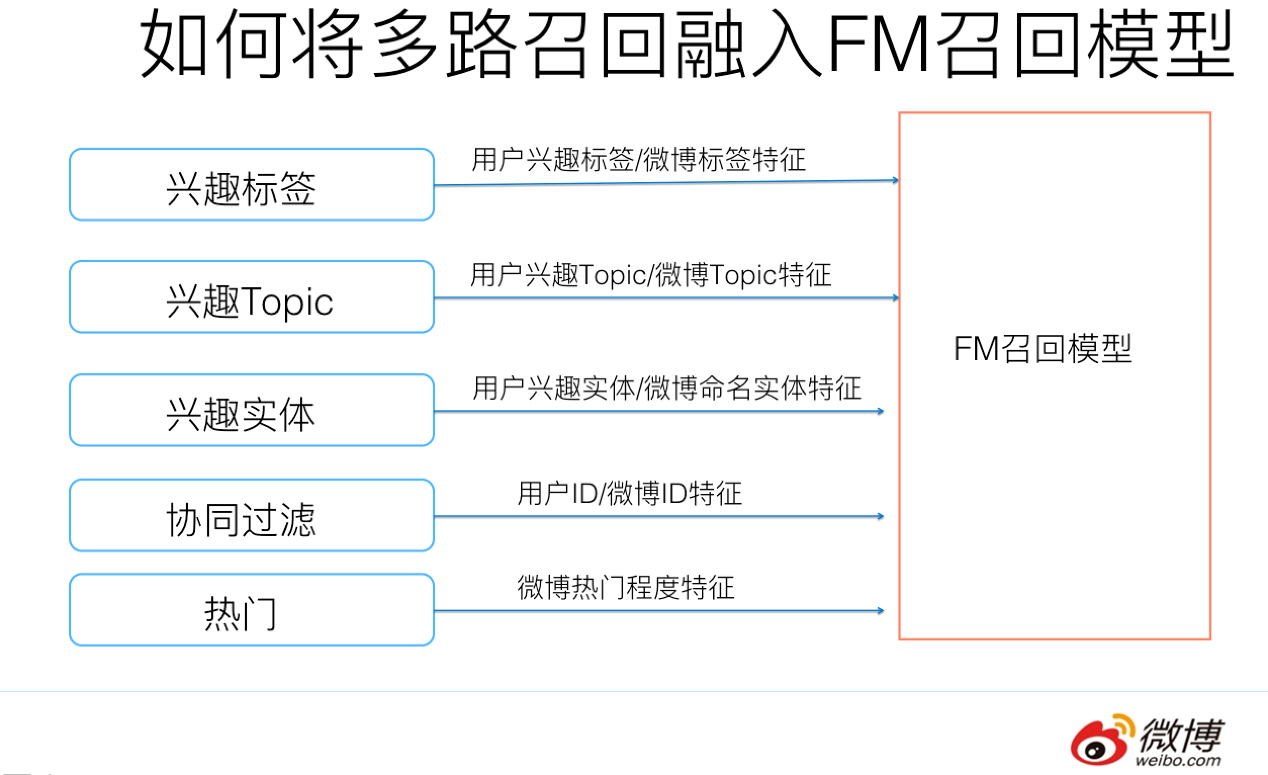 如何将多路召回融入FM召回模型
兴趣标签
用户兴趣标签/微博标签特征
兴趣Topic
用户兴趣Topic/微博Topic特征
FM召回模型
兴趣实体
用户兴趣实体/微博命名实体特征
协同过滤
用户ID/微博ID特征
热门
微博热门程度特征
微博
weibo.com